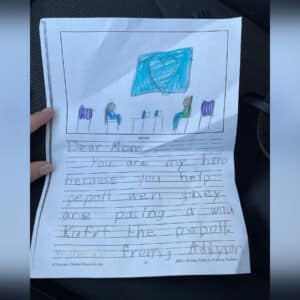 Dear Mom
You are my hero
because you help
pepoll wen they
are pasing a way
Kufrt the pepoll
from, Addyson